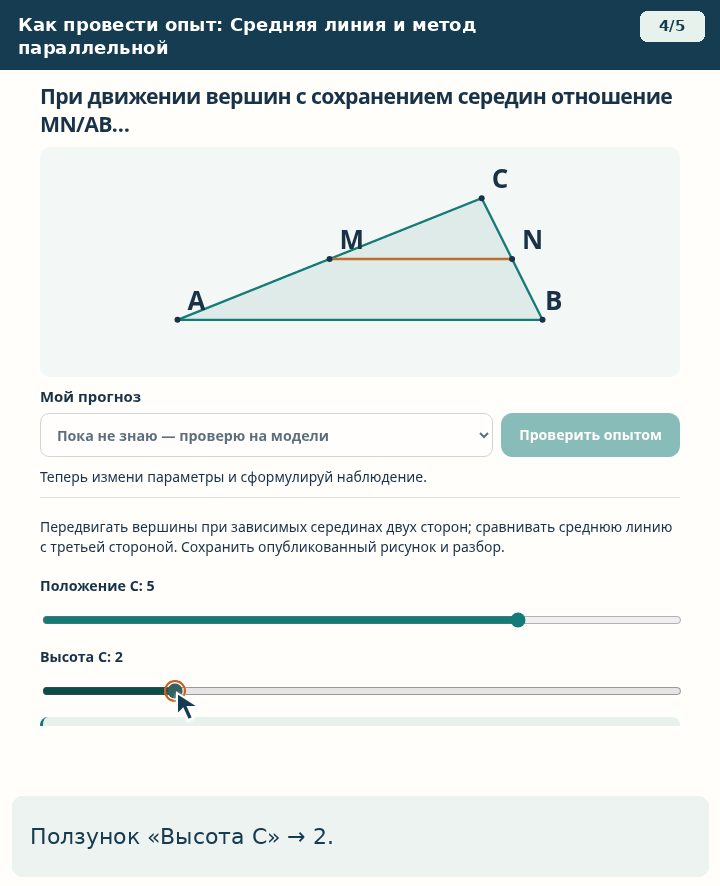 Как провести опыт: Средняя линия и метод
параллельной
4/5
При движении вершин с сохранением середин отношение
MN/AB...
C
M
N
A
B
Мой прогноз
Пока не знаю — проверю на модели
Проверить опытом
Теперь измени параметры и сформулируй наблюдение.
Передвигать вершины при зависимых серединах двух сторон; сравнивать среднюю линию
с третьей стороной. Сохранить опубликованный рисунок и разбор.
Положение C: 5
Высота C: 2
Ползунок «Высота C» → 2.